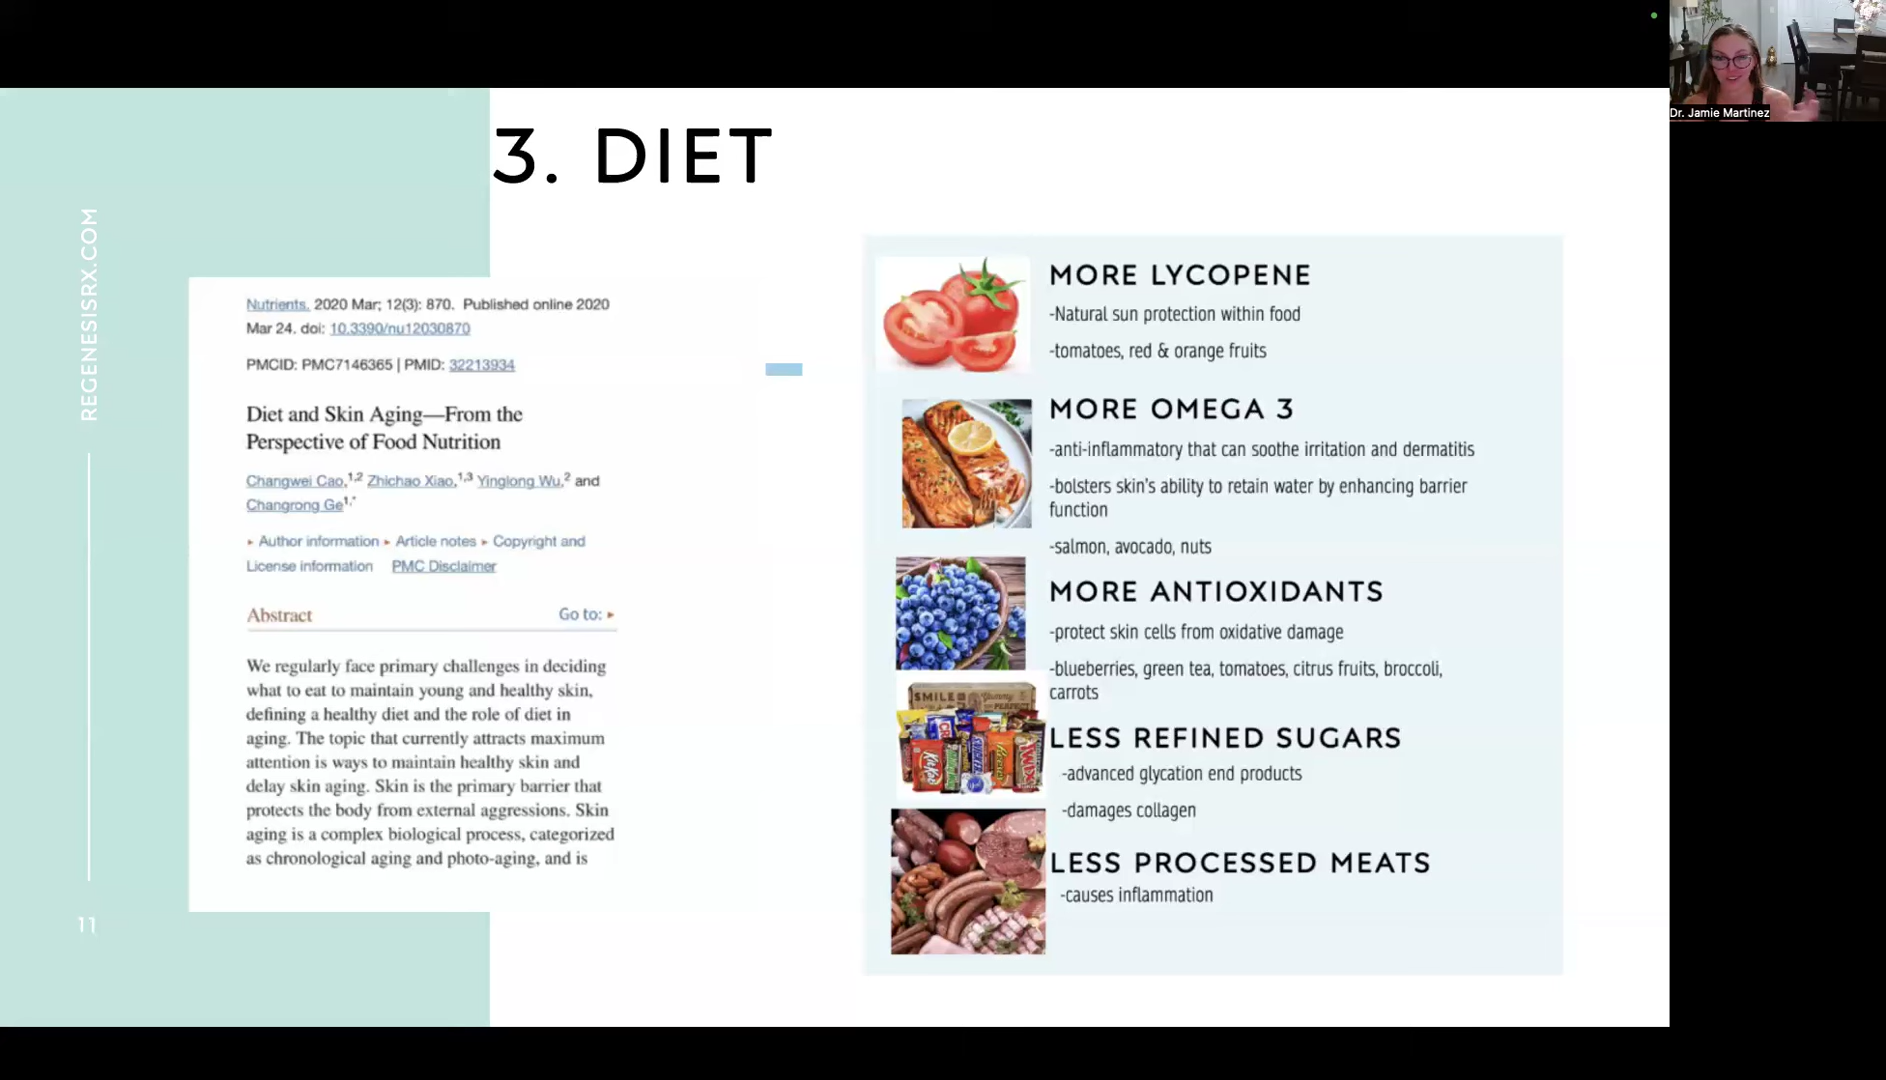 Dr. Jamie Martinez
3. DIET
REGENESISRX.COM
11
Nutrients. 2020 Mar; 12(3): 870. Published online 2020
Mar 24. doi: 10.3390/nu12030870
PMCID: PMC7146365 | PMID: 32213934
Diet and Skin Aging—From the
Perspective of Food Nutrition
Changwei Cao,1,2 Zhichao Xiao,1,3 Yinglong Wu,2 and
Changrong Ge1,*
▸ Author information ▸ Article notes ▸ Copyright and
License information PMC Disclaimer
Abstract Go to: ▸
We regularly face primary challenges in deciding
what to eat to maintain young and healthy skin,
defining a healthy diet and the role of diet in
aging. The topic that currently attracts maximum
attention is ways to maintain healthy skin and
delay skin aging. Skin is the primary barrier that
protects the body from external aggressions. Skin
aging is a complex biological process, categorized
as chronological aging and photo-aging, and is
MORE LYCOPENE
-Natural sun protection within food
-tomatoes, red & orange fruits
MORE OMEGA 3
-anti-inflammatory that can soothe irritation and dermatitis
-bolsters skin's ability to retain water by enhancing barrier
function
-salmon, avocado, nuts
MORE ANTIOXIDANTS
-protect skin cells from oxidative damage
-blueberries, green tea, tomatoes, citrus fruits, broccoli,
carrots
SMILE
Yummy
PERFECT
LESS REFINED SUGARS
-advanced glycation end products
-damages collagen
LESS PROCESSED MEATS
-causes inflammation